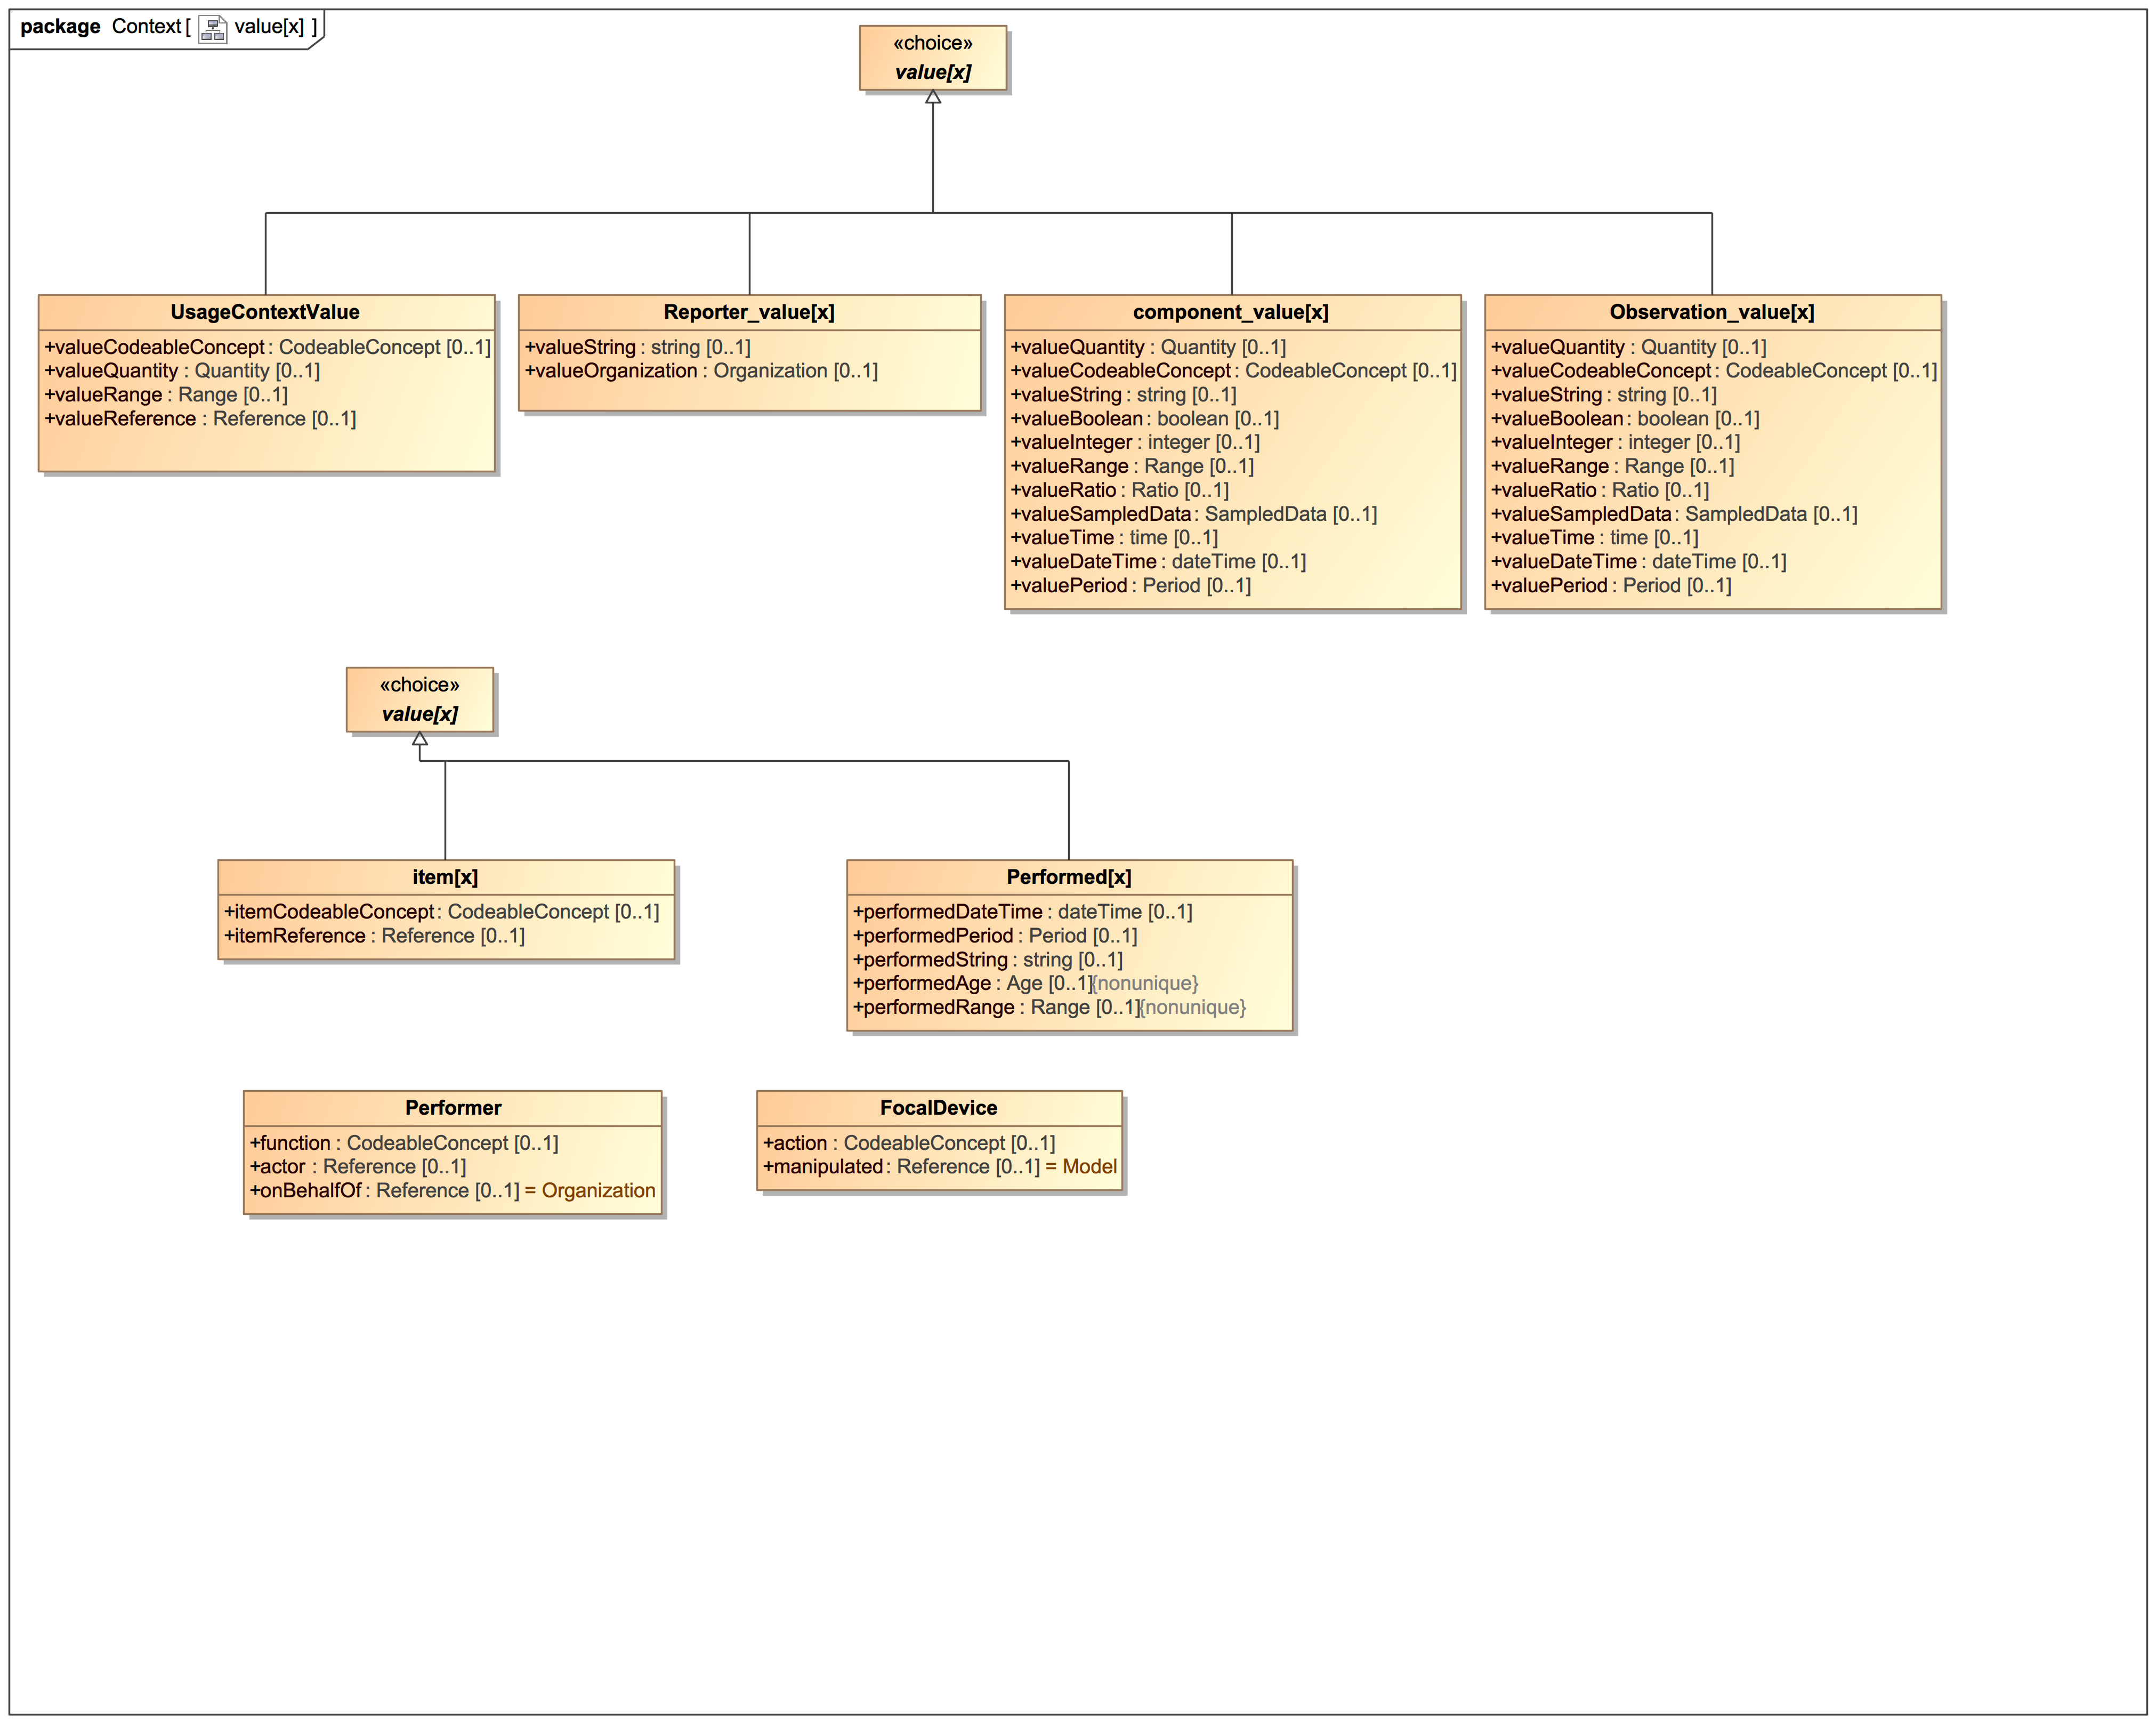 package Context [ value[x] ]
«choice»
value[x]
UsageContextValue
+valueCodeableConcept : CodeableConcept [0..1]
+valueQuantity : Quantity [0..1]
+valueRange : Range [0..1]
+valueReference : Reference [0..1]
Reporter_value[x]
+valueString : string [0..1]
+valueOrganization : Organization [0..1]
component_value[x]
+valueQuantity : Quantity [0..1]
+valueCodeableConcept : CodeableConcept [0..1]
+valueString : string [0..1]
+valueBoolean : boolean [0..1]
+valueInteger : integer [0..1]
+valueRange : Range [0..1]
+valueRatio : Ratio [0..1]
+valueSampledData : SampledData [0..1]
+valueTime : time [0..1]
+valueDateTime : dateTime [0..1]
+valuePeriod : Period [0..1]
Observation_value[x]
+valueQuantity : Quantity [0..1]
+valueCodeableConcept : CodeableConcept [0..1]
+valueString : string [0..1]
+valueBoolean : boolean [0..1]
+valueInteger : integer [0..1]
+valueRange : Range [0..1]
+valueRatio : Ratio [0..1]
+valueSampledData : SampledData [0..1]
+valueTime : time [0..1]
+valueDateTime : dateTime [0..1]
+valuePeriod : Period [0..1]
«choice»
value[x]
item[x]
+itemCodeableConcept : CodeableConcept [0..1]
+itemReference : Reference [0..1]
Performed[x]
+performedDateTime : dateTime [0..1]
+performedPeriod : Period [0..1]
+performedString : string [0..1]
+performedAge : Age [0..1]{nonunique}
+performedRange : Range [0..1]{nonunique}
Performer
+function : CodeableConcept [0..1]
+actor : Reference [0..1]
+onBehalfOf : Reference [0..1] = Organization
FocalDevice
+action : CodeableConcept [0..1]
+manipulated : Reference [0..1] = Model